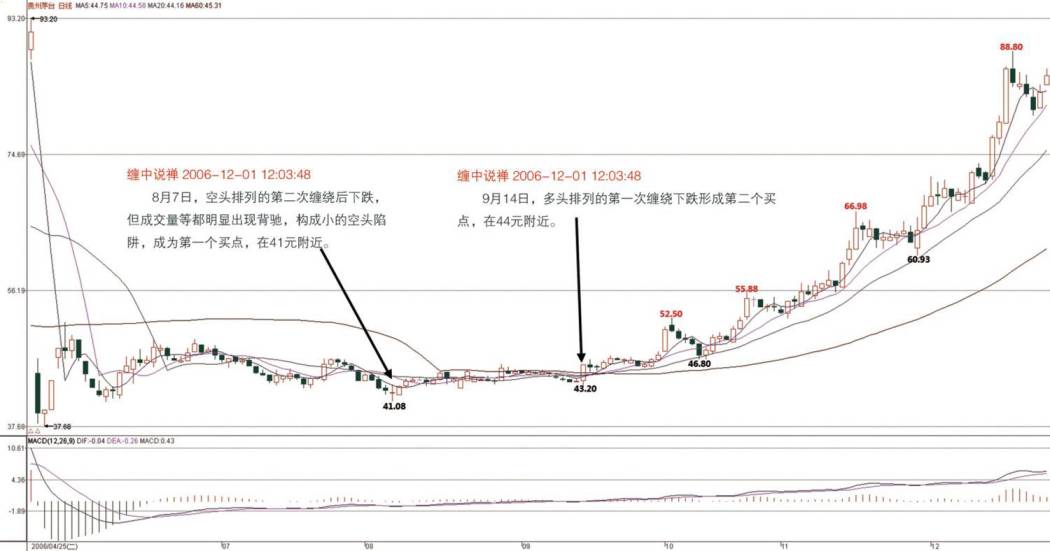 贵州茅台 日线 MA5:44.75 MA10:44.56 MA20:44.16 MA60:45.31
93.20
93.20
88.80
74.69
缠中说禅 2006-12-01 12:03:48
8月7日，空头排列的第二次缠绕后下跌，
但成交量等都明显出现背驰，构成小的空头陷
阱，成为第一个买点，在41元附近。
缠中说禅 2006-12-01 12:03:48
9月14日，多头排列的第一次缠绕下跌形成第二个买
点，在44元附近。
66.98
60.93
56.19
55.88
52.50
46.80
43.20
41.08
37.69
37.68
MACD(12,26,9) DIF:-0.04 DEA:-0.26 MACD:0.43
10.61
4.36
-1.89
2006/04/25(二)
07
08
09
10
11
12